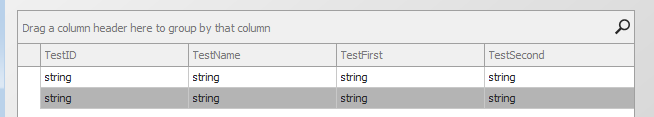 Drag a column header here to group by that column
TestID TestName TestFirst TestSecond
string string string string
string string string string